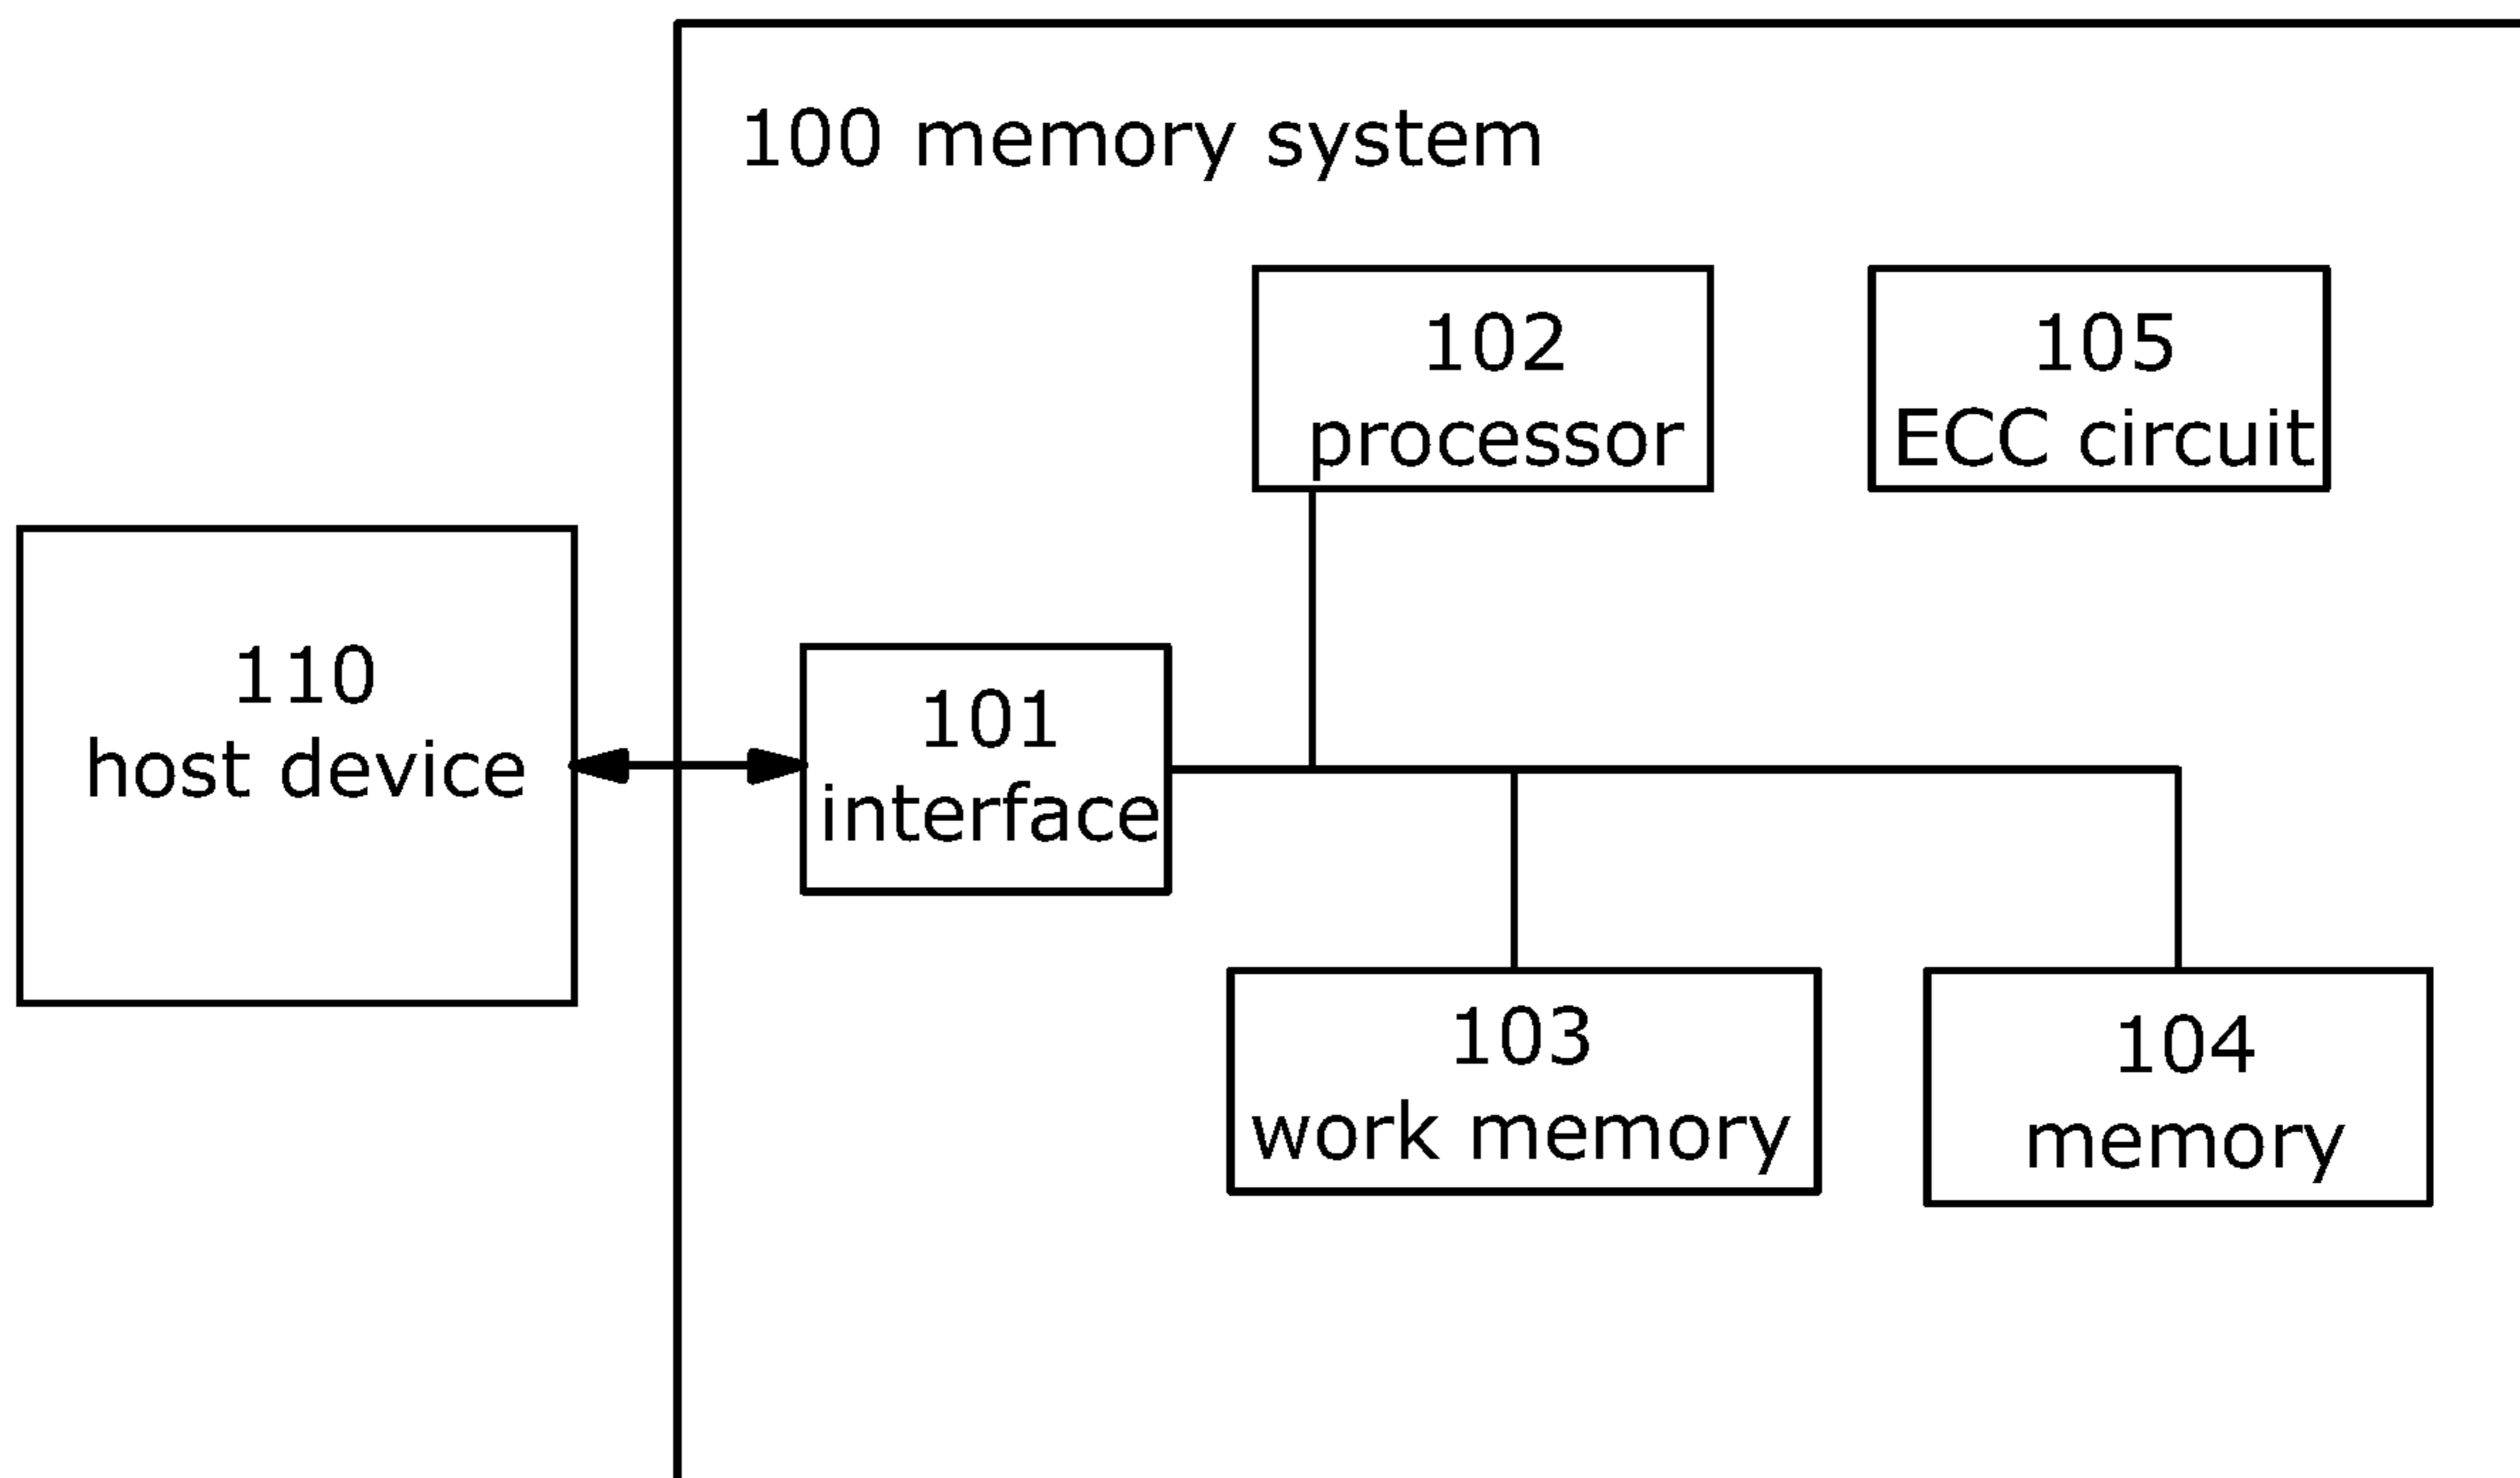 100 memory system
102
processor
105
ECC circuit
110
host device
101
interface
103
work memory
104
memory